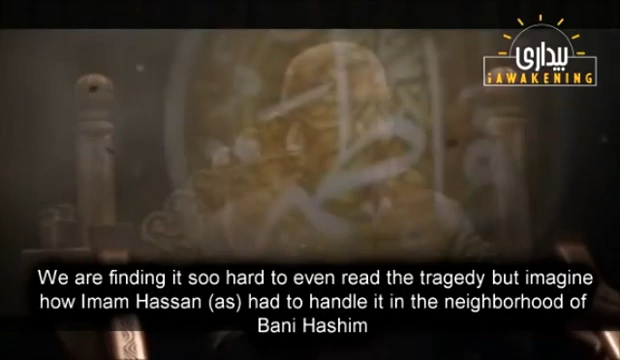 بیداری
iAWAKENING
فاطمة
We are finding it soo hard to even read the tragedy but imagine
how Imam Hassan (as) had to handle it in the neighborhood of
Bani Hashim